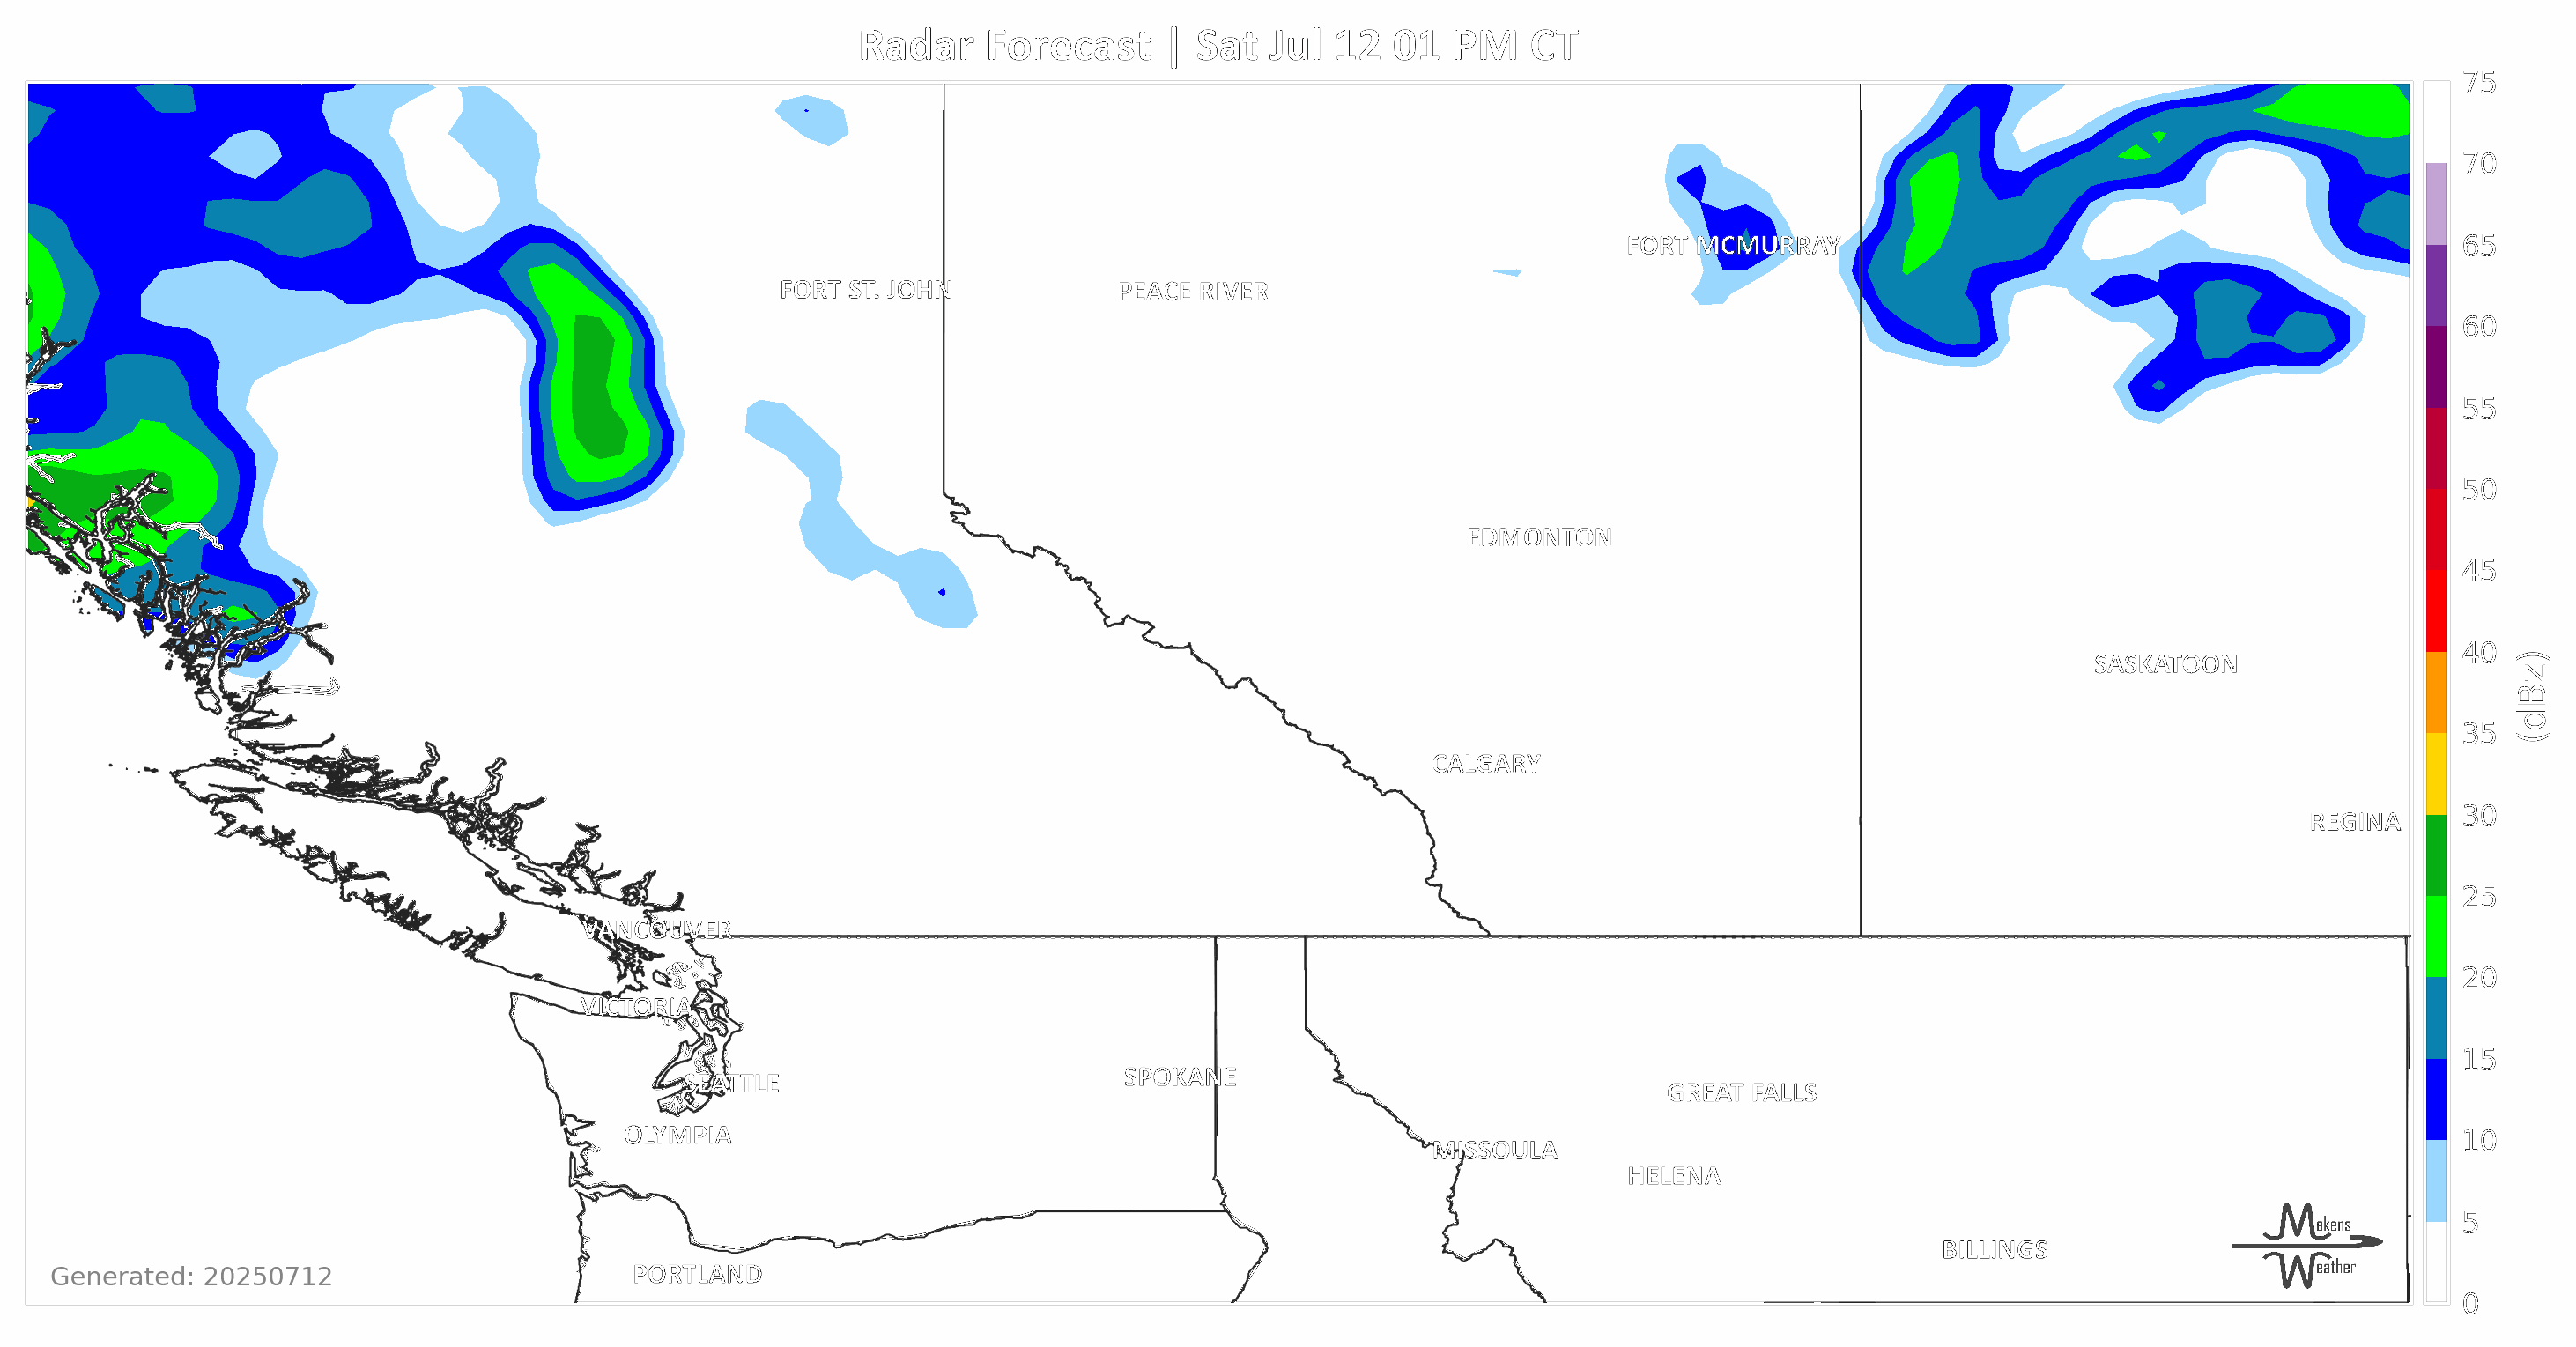 Radar Forecast | Sat Jul 12 01 PM CT
75
70
65
60
55
50
45
40
35
30
25
20
15
10
5
0
(dBz)
FORT MCMURRAY
FORT ST. JOHN
PEACE RIVER
EDMONTON
SASKATOON
CALGARY
REGINA
VANCOUVER
VICTORIA
SEATTLE
SPOKANE
GREAT FALLS
OLYMPIA
MISSOULA
HELENA
BILLINGS
PORTLAND
Makens
Weather
Generated: 20250712